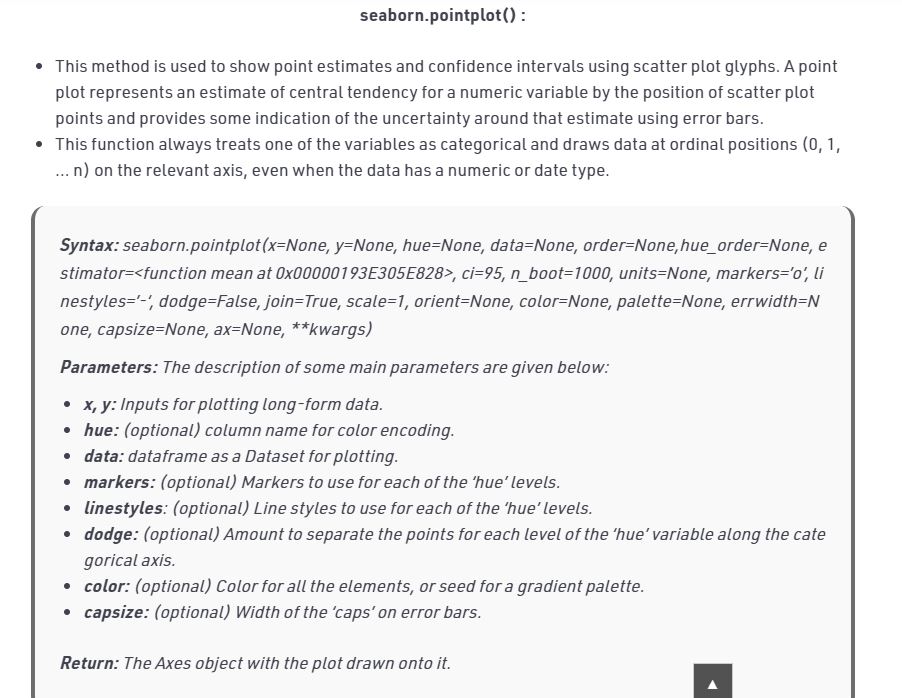 seaborn.pointplot() :
• This method is used to show point estimates and confidence intervals using scatter plot glyphs. A point
plot represents an estimate of central tendency for a numeric variable by the position of scatter plot
points and provides some indication of the uncertainty around that estimate using error bars.
• This function always treats one of the variables as categorical and draws data at ordinal positions (0, 1,
… n) on the relevant axis, even when the data has a numeric or date type.
Syntax: seaborn.pointplot(x=None, y=None, hue=None, data=None, order=None,hue_order=None, e
stimator=<function mean at 0x00000193E305E828>, ci=95, n_boot=1000, units=None, markers='o', li
nestyles='-', dodge=False, join=True, scale=1, orient=None, color=None, palette=None, errwidth=N
one, capsize=None, ax=None, **kwargs)
Parameters: The description of some main parameters are given below:
• x, y: Inputs for plotting long-form data.
• hue: (optional) column name for color encoding.
• data: dataframe as a Dataset for plotting.
• markers: (optional) Markers to use for each of the 'hue' levels.
• linestyles: (optional) Line styles to use for each of the 'hue' levels.
• dodge: (optional) Amount to separate the points for each level of the 'hue' variable along the cate
gorical axis.
• color: (optional) Color for all the elements, or seed for a gradient palette.
• capsize: (optional) Width of the 'caps' on error bars.
Return: The Axes object with the plot drawn onto it.